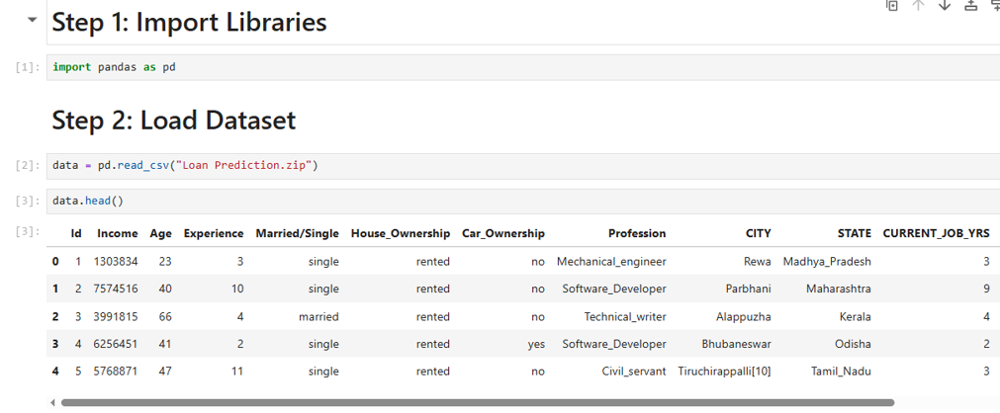 Step 1: Import Libraries
[1]: import pandas as pd
Step 2: Load Dataset
[2]: data = pd.read_csv("Loan Prediction.zip")
[3]: data.head()
[3]: Id Income Age Experience Married/Single House_Ownership Car_Ownership Profession CITY STATE CURRENT_JOB_YRS
0 1 1303834 23 3 single rented no Mechanical_engineer Rewa Madhya_Pradesh 3
1 2 7574516 40 10 single rented no Software_Developer Parbhani Maharashtra 9
2 3 3991815 66 4 married rented no Technical_writer Alappuzha Kerala 4
3 4 6256451 41 2 single rented yes Software_Developer Bhubaneswar Odisha 2
4 5 5768871 47 11 single rented no Civil_servant Tiruchirappalli[10] Tamil_Nadu 3